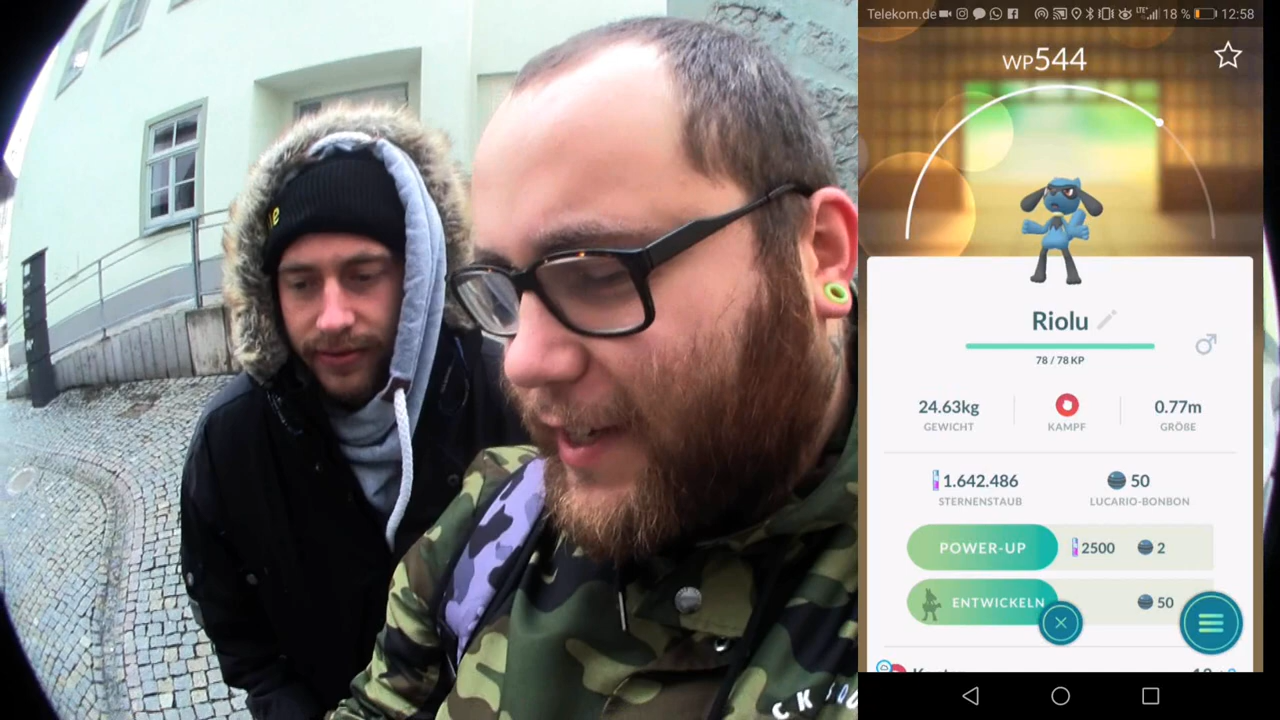 Telekom.de 18 % 12:58
WP544
Riolu
78 / 78 KP
24.63kg
GEWICHT
KAMPF
0.77m
GRÖßE
1.642.486
STERNENSTAUB
50
LUCARIO-BONBON
POWER-UP 2500 2
ENTWICKELN 50